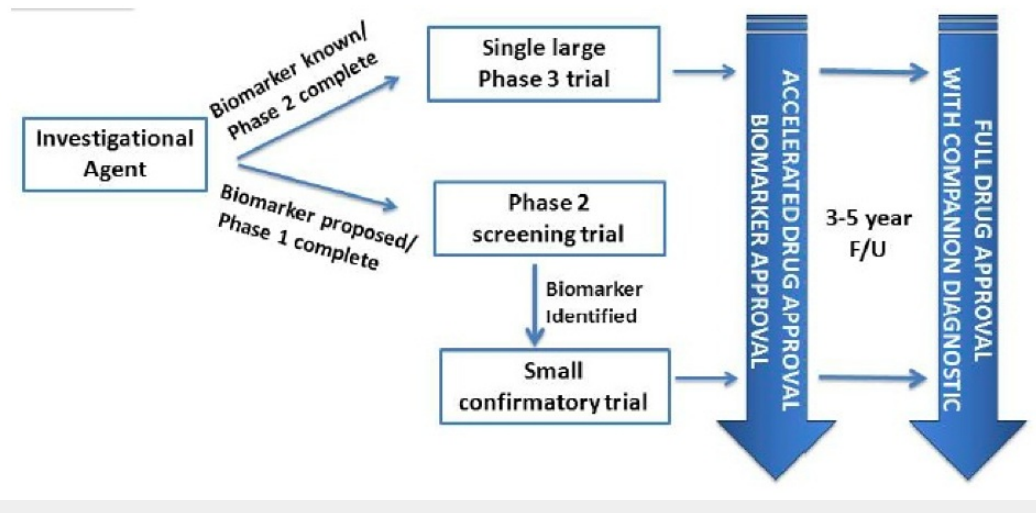 Investigational
Agent
Biomarker known/
Phase 2 complete
Biomarker proposed/
Phase 1 complete
Single large
Phase 3 trial
Phase 2
screening trial
Biomarker
Identified
Small
confirmatory trial
ACCELERATED DRUG APPROVAL
BIOMARKER APPROVAL
3-5 year
F/U
FULL DRUG APPROVAL
WITH COMPANION DIAGNOSTIC